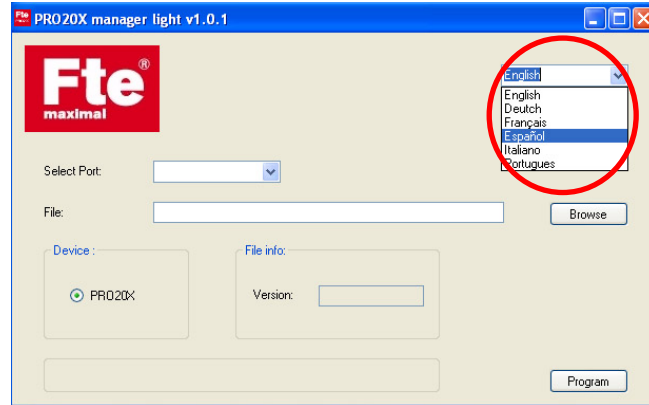 Fte PRO20X manager light v1.0.1
Fte®
maximal
English
English
Deutch
Français
Español
Italiano
Portugues
Select Port:
File:
Browse
Device :
File info:
PRO20X
Version:
Program